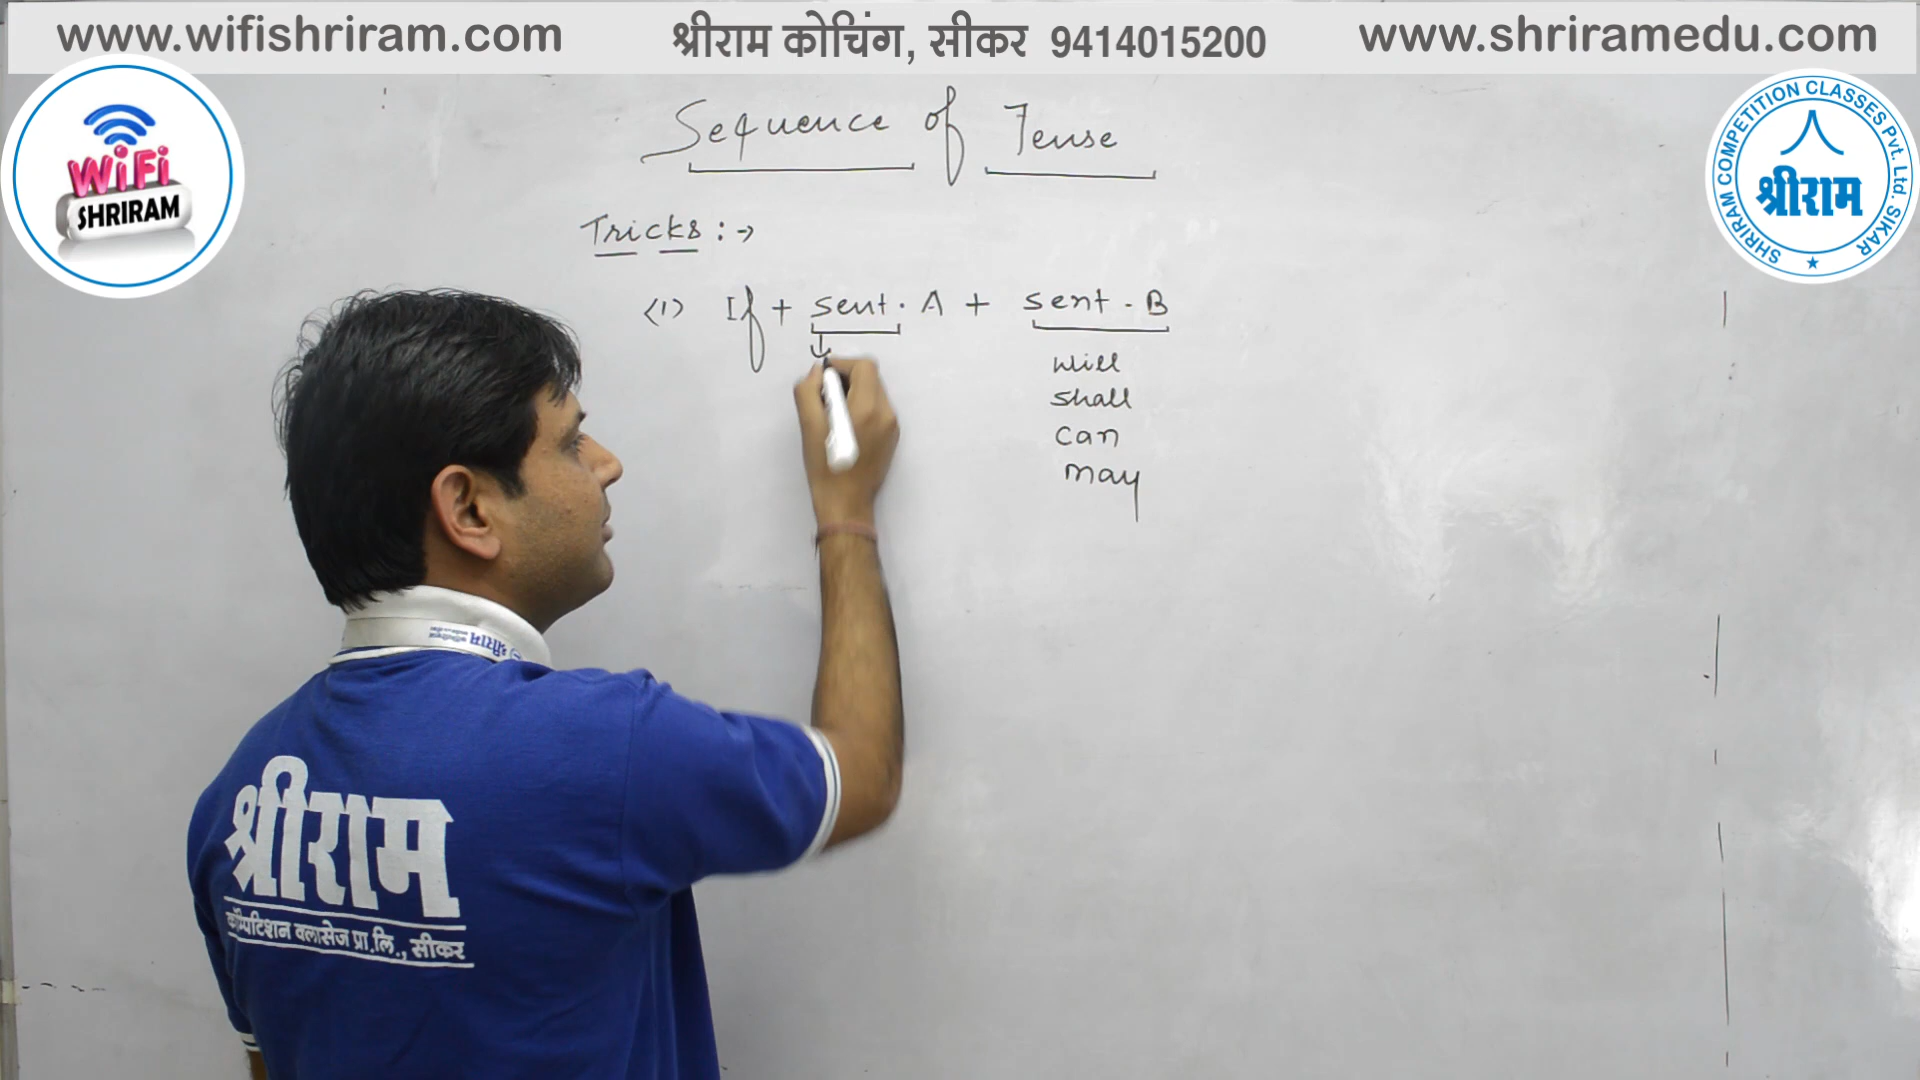 www.wifishriram.com
श्रीराम कोचिंग, सीकर 9414015200
www.shriramedu.com
WiFi
SHRIRAM
SHRIRAM COMPETITION CLASSES Pvt. Ltd. SIKAR
श्रीराम
Sequence of Tense
Tricks :→
(1) If + sent. A + sent. B
will
shall
can
may
श्रीराम
श्रीराम
कॉम्पिटिशन क्लासेज प्रा.लि., सीकर